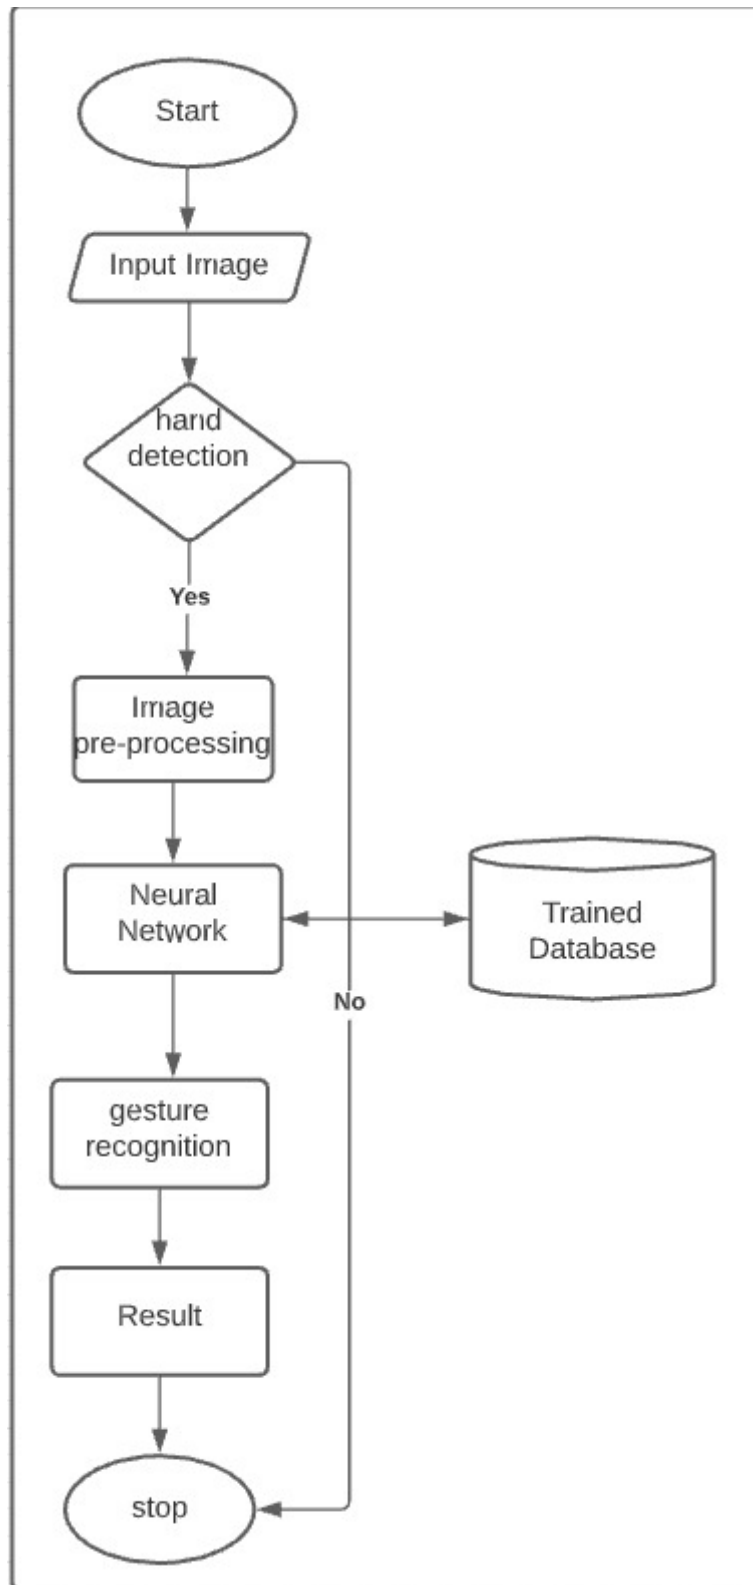 Start
Input Image
hand
detection
Yes
Image
pre-processing
Neural
Network
Trained
Database
No
gesture
recognition
Result
stop